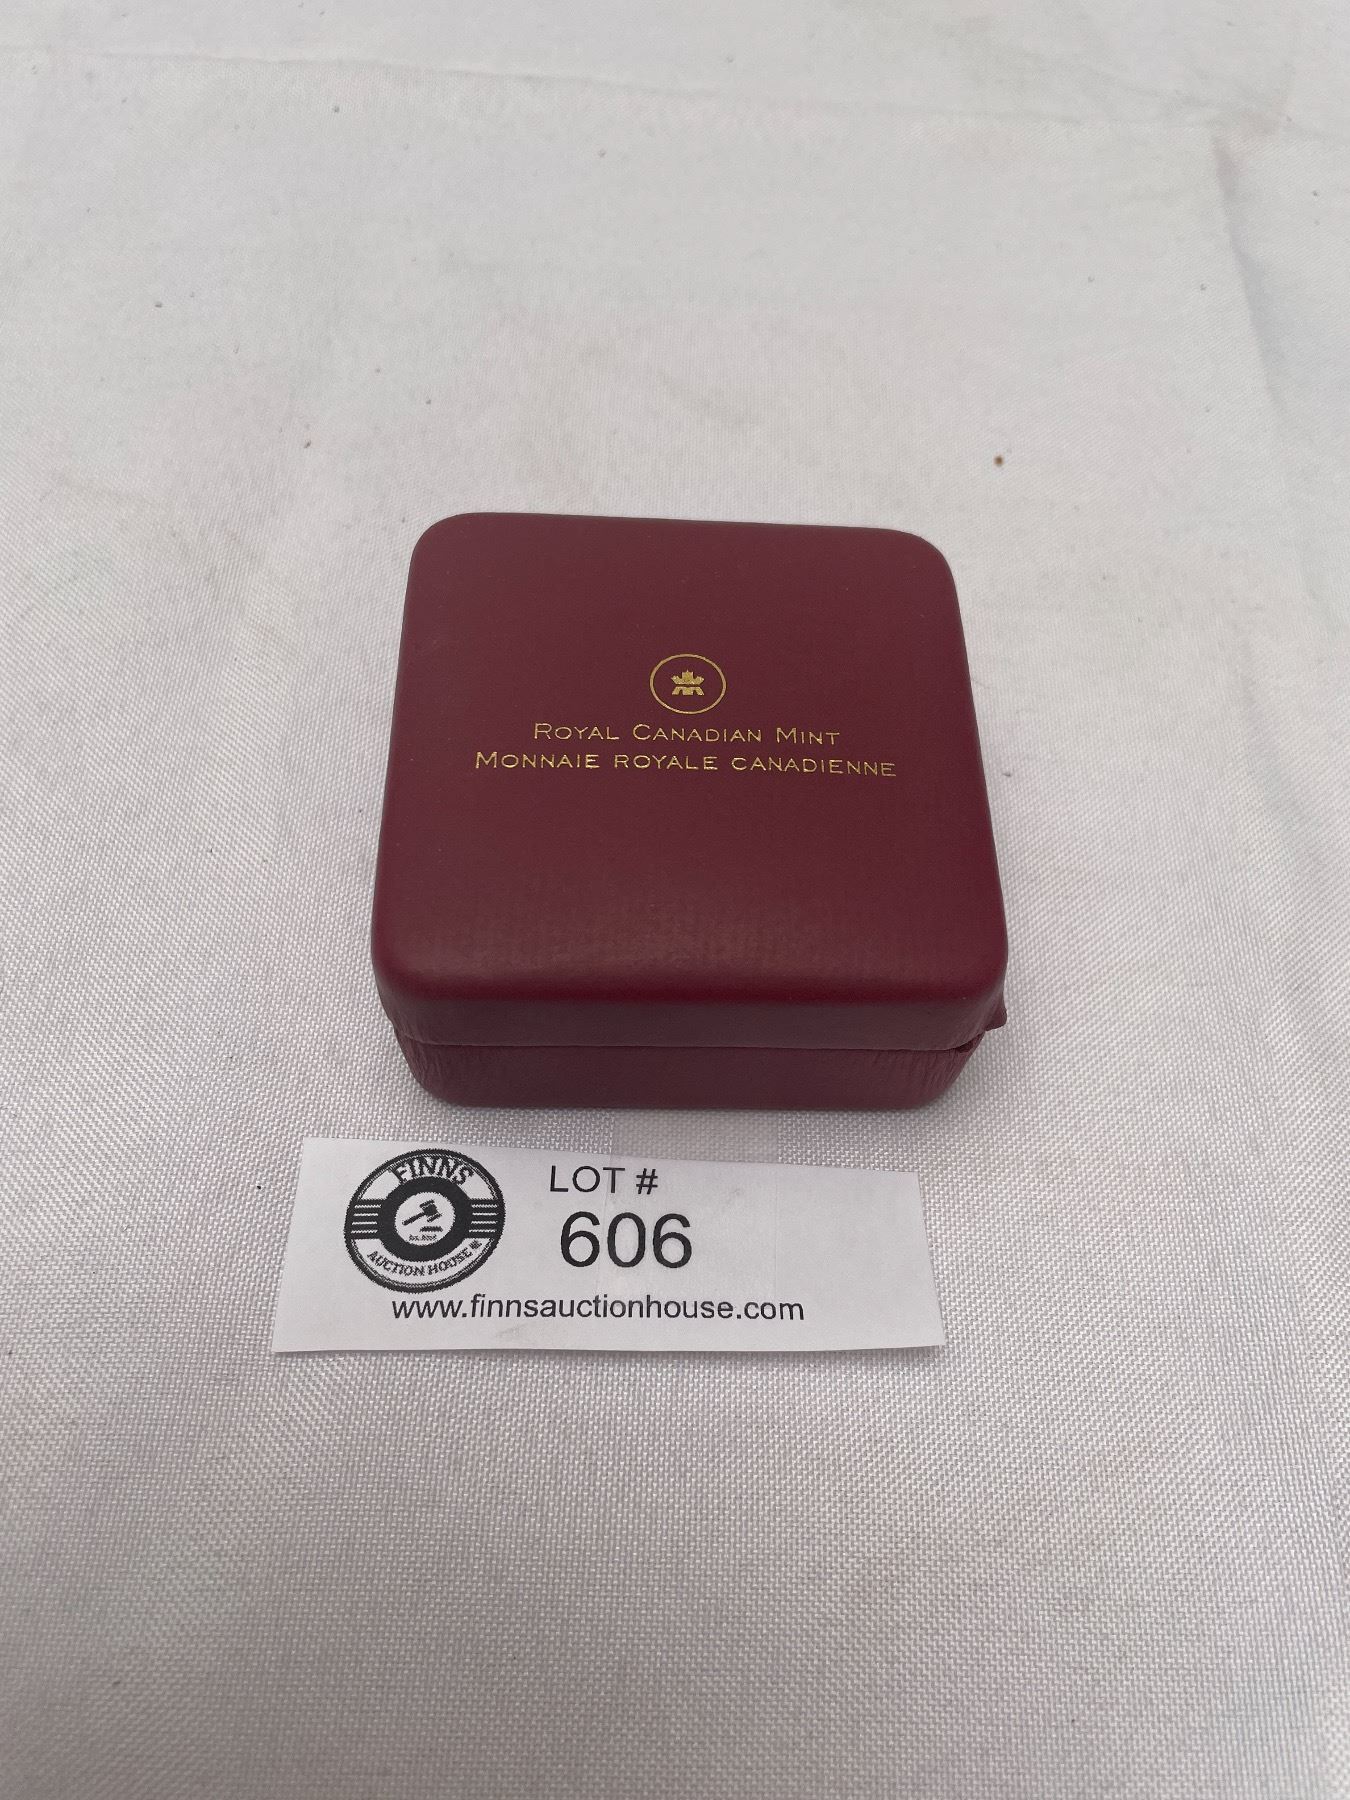 ROYAL CANADIAN MINT
MONNAIE ROYALE CANADIENNE
FINNS
AUCTION HOUSE
LOT #
606
www.finnsauctionhouse.com